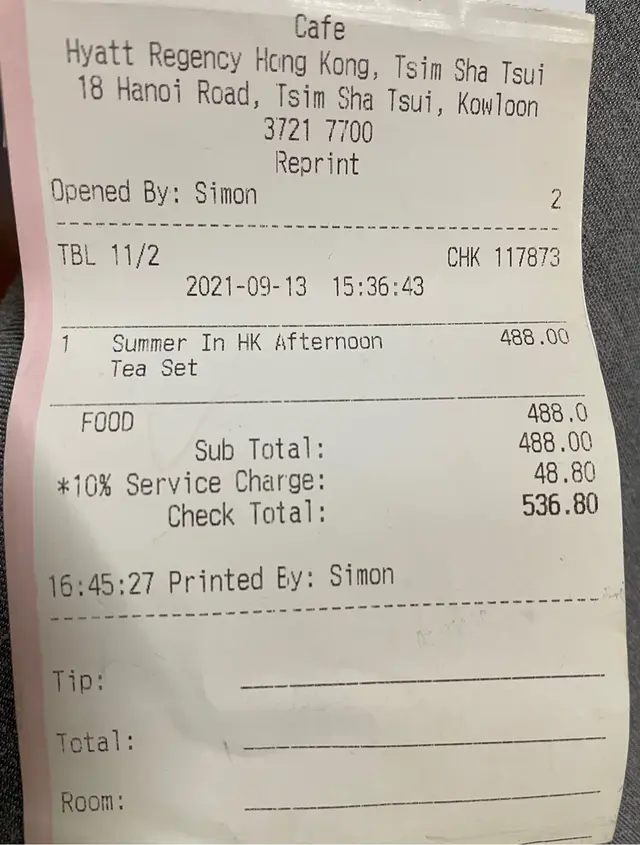 Cafe
Hyatt Regency Hong Kong, Tsim Sha Tsui
18 Hanoi Road, Tsim Sha Tsui, Kowloon
3721 7700
Reprint
Opened By: Simon 2
TBL 11/2 CHK 117873
2021-09-13 15:36:43
1 Summer In HK Afternoon 488.00
Tea Set
FOOD 488.0
Sub Total: 488.00
*10% Service Charge: 48.80
Check Total: 536.80
16:45:27 Printed By: Simon
Tip:
Total:
Room: